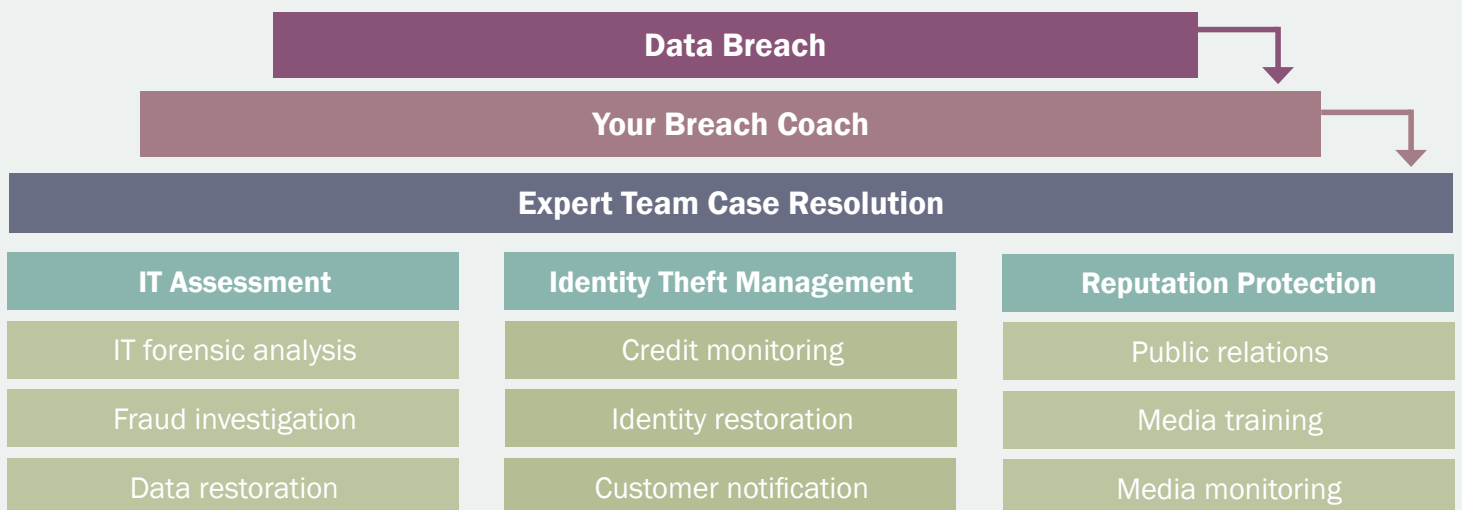 Data Breach
Your Breach Coach
Expert Team Case Resolution
IT Assessment
IT forensic analysis
Fraud investigation
Data restoration
Identity Theft Management
Credit monitoring
Identity restoration
Customer notification
Reputation Protection
Public relations
Media training
Media monitoring